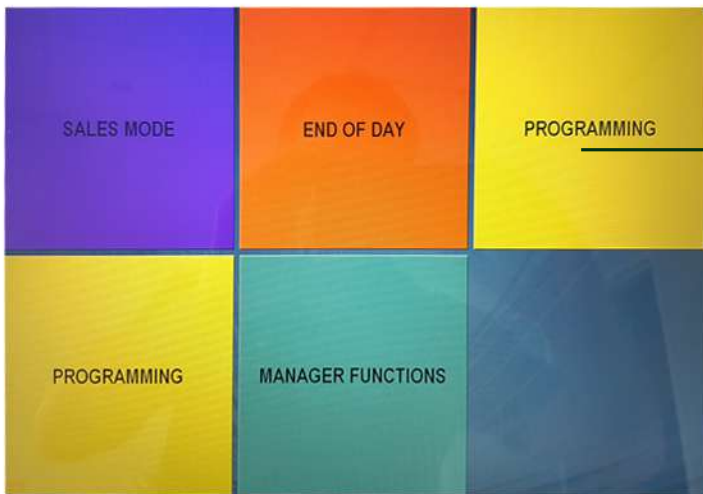 SALES MODE
END OF DAY
PROGRAMMING
PROGRAMMING
MANAGER FUNCTIONS